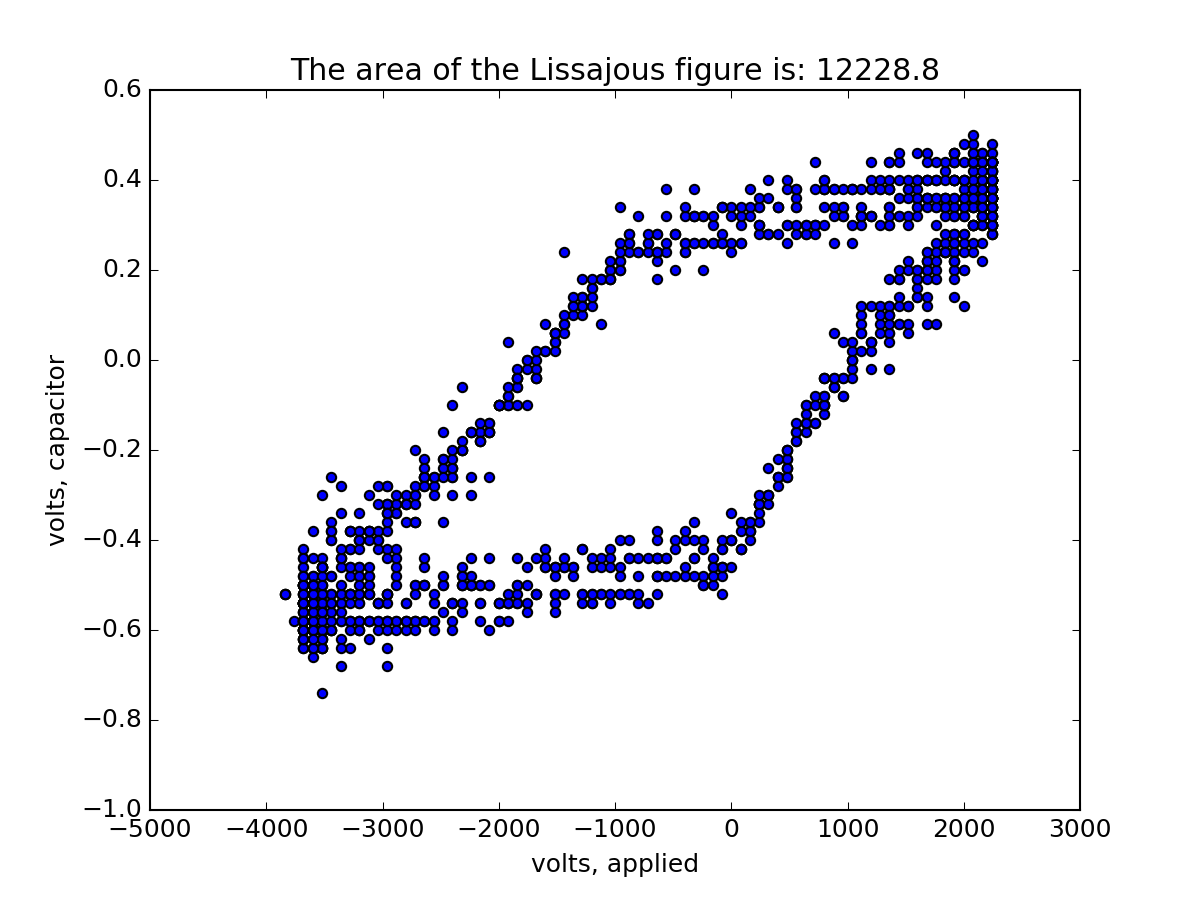 The area of the Lissajous figure is: 12228.8
0.6
0.4
0.2
0.0
−0.2
−0.4
−0.6
−0.8
−1.0
volts, capacitor
−5000 −4000 −3000 −2000 −1000 0 1000 2000 3000
volts, applied